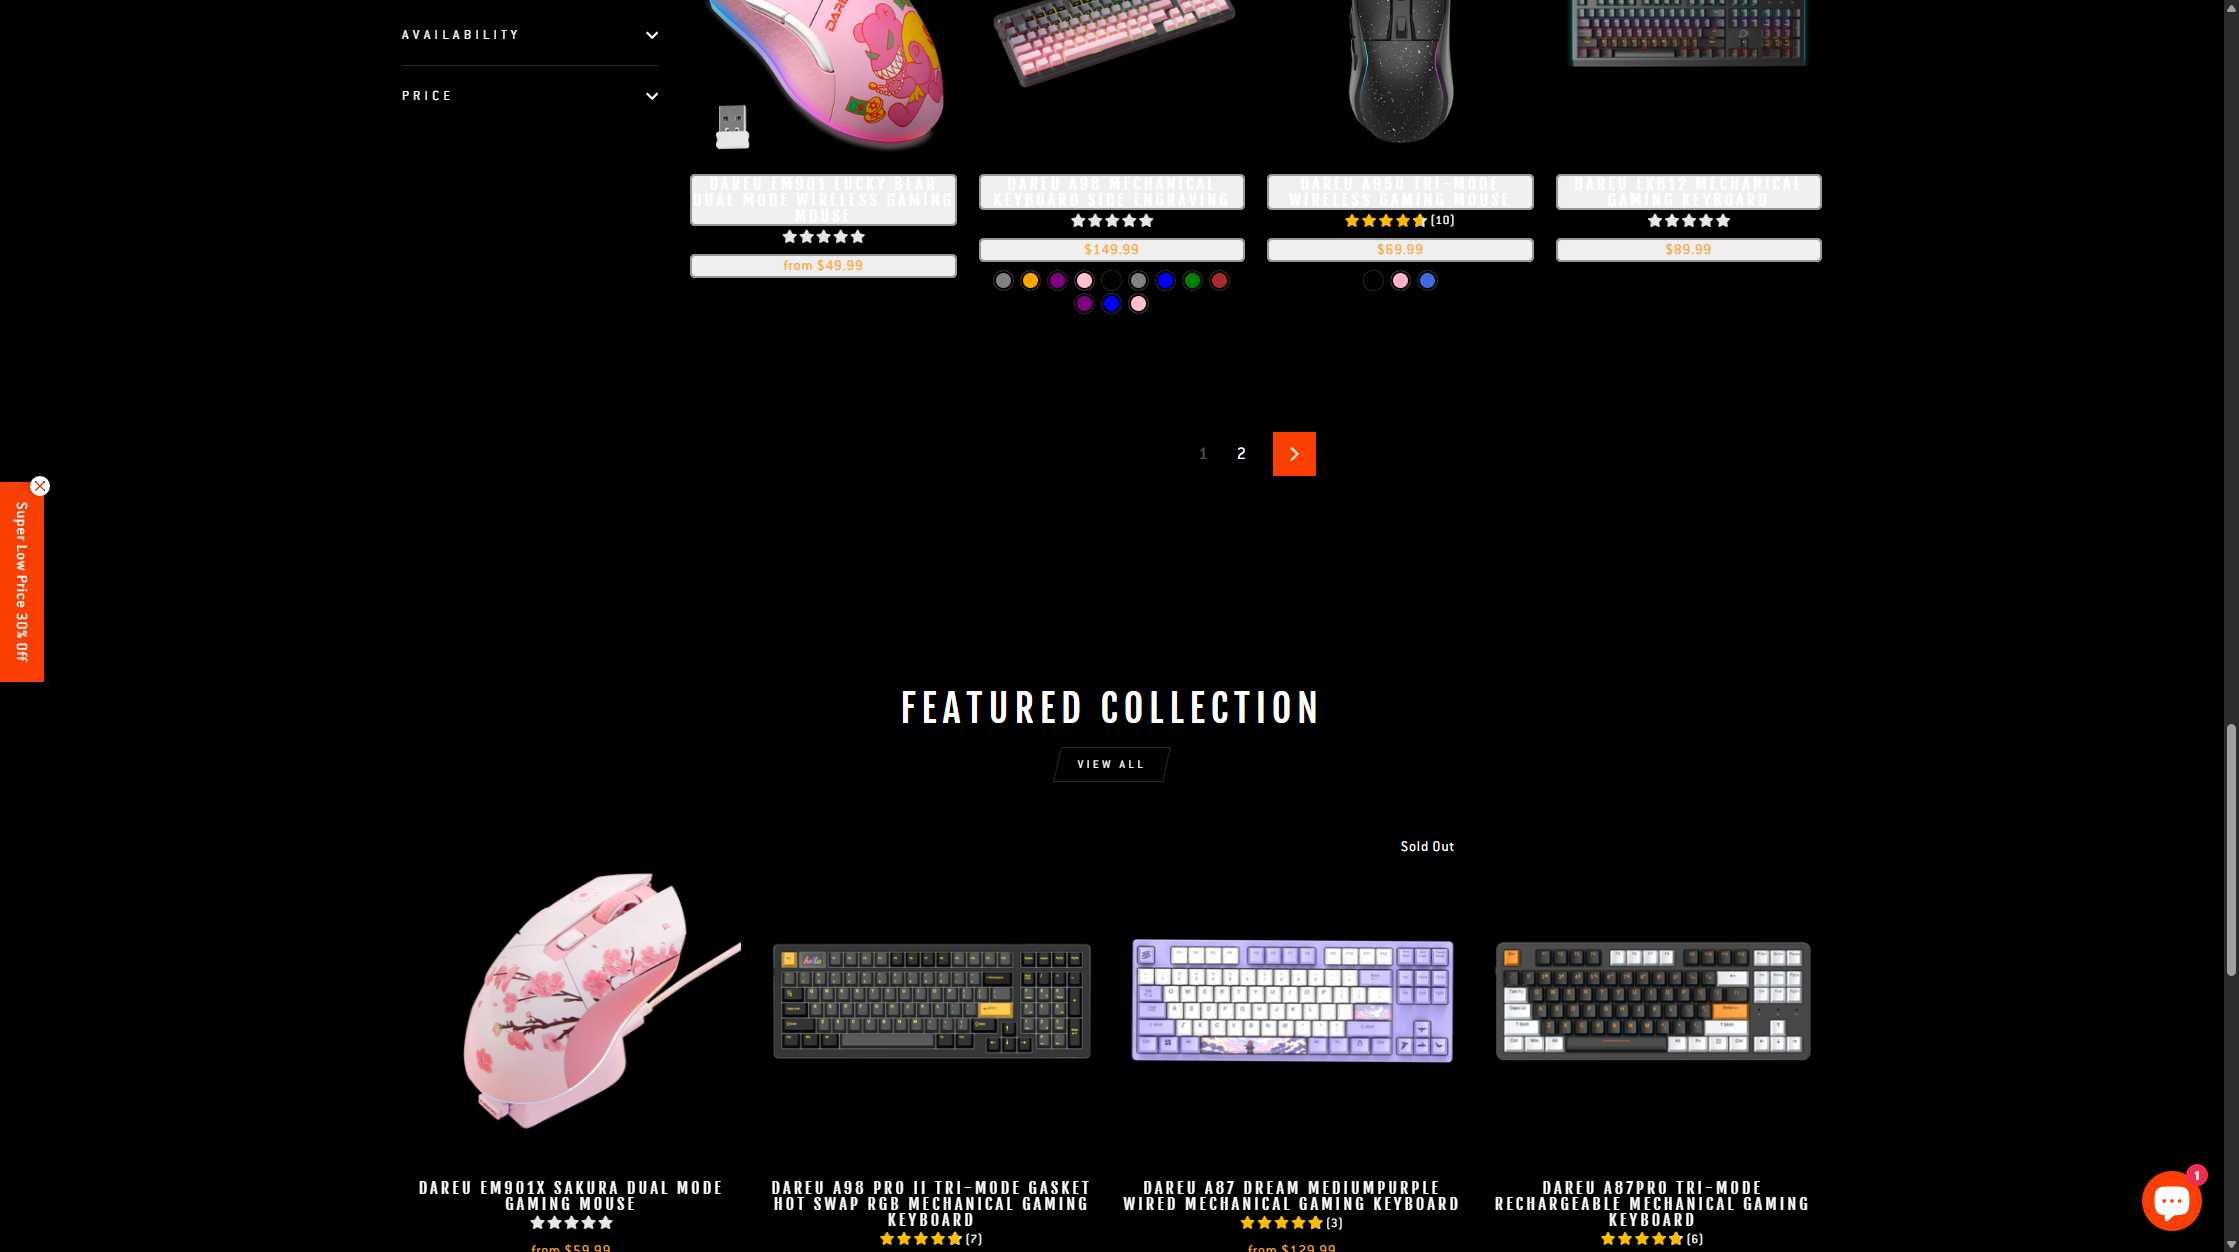 AVAILABILITY
PRICE
DAREU EM901 LUCKY BEAR
DUAL MODE WIRELESS GAMING
MOUSE
from $49.99
DAREU A98 MECHANICAL
KEYBOARD SIDE ENGRAVING
$149.99
DAREU A950 TRI-MODE
WIRELESS GAMING MOUSE
(10)
$69.99
DAREU EK812 MECHANICAL
GAMING KEYBOARD
$89.99
1 2
Super Low Price 30% Off
FEATURED COLLECTION
VIEW ALL
Sold Out
DAREU EM901X SAKURA DUAL MODE
GAMING MOUSE
from $59.99
DAREU A98 PRO II TRI-MODE GASKET
HOT SWAP RGB MECHANICAL GAMING
KEYBOARD
(7)
DAREU A87 DREAM MEDIUMPURPLE
WIRED MECHANICAL GAMING KEYBOARD
(3)
from $129.99
DAREU A87PRO TRI-MODE
RECHARGEABLE MECHANICAL GAMING
KEYBOARD
(6)
1